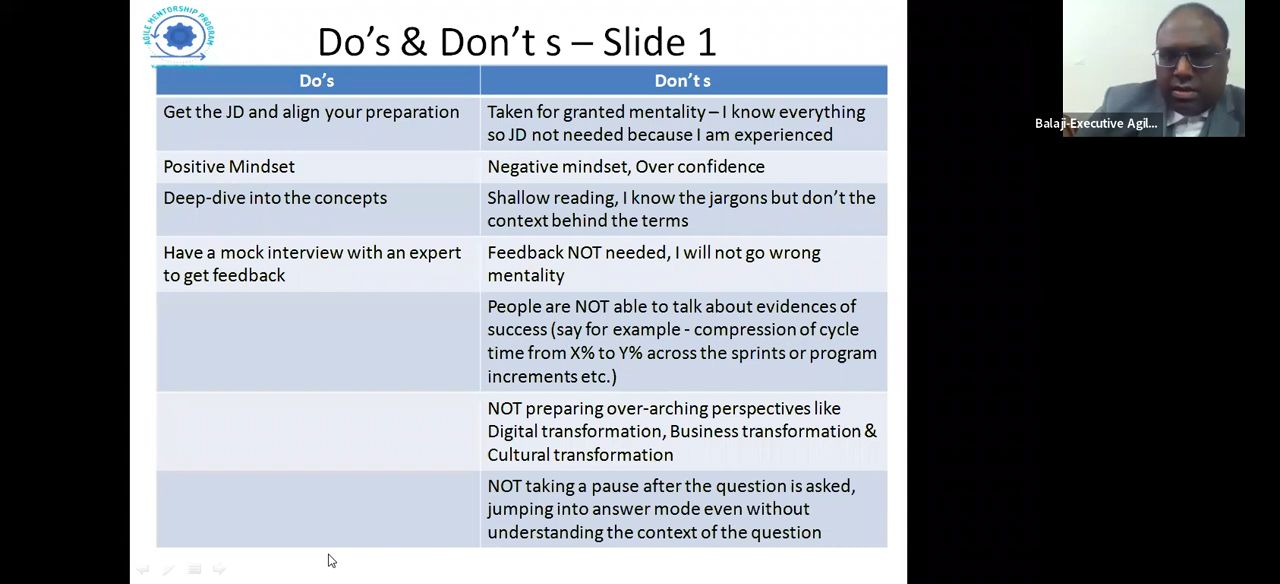 AGILE MENTORSHIP PROGRAM
Do's & Don't s – Slide 1
Do's
Don't s
Get the JD and align your preparation
Taken for granted mentality – I know everything
so JD not needed because I am experienced
Positive Mindset
Negative mindset, Over confidence
Deep-dive into the concepts
Shallow reading, I know the jargons but don't the
context behind the terms
Have a mock interview with an expert
to get feedback
Feedback NOT needed, I will not go wrong
mentality
People are NOT able to talk about evidences of
success (say for example - compression of cycle
time from X% to Y% across the sprints or program
increments etc.)
NOT preparing over-arching perspectives like
Digital transformation, Business transformation &
Cultural transformation
NOT taking a pause after the question is asked,
jumping into answer mode even without
understanding the context of the question
Balaji-Executive Agil...